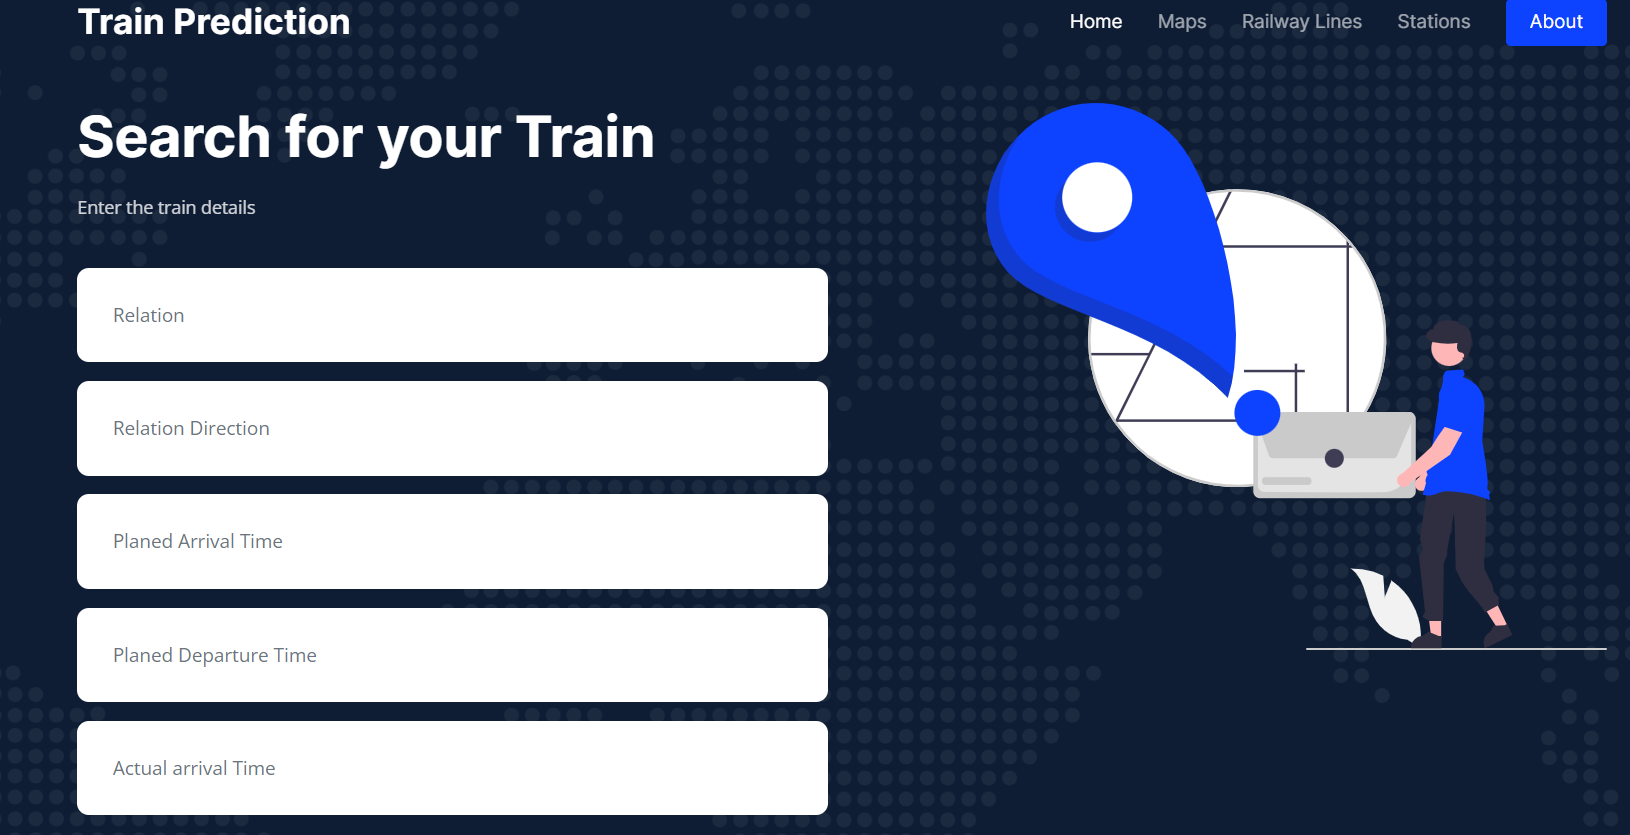 Train Prediction
Home Maps Railway Lines Stations About
Search for your Train
Enter the train details
Relation
Relation Direction
Planed Arrival Time
Planed Departure Time
Actual arrival Time